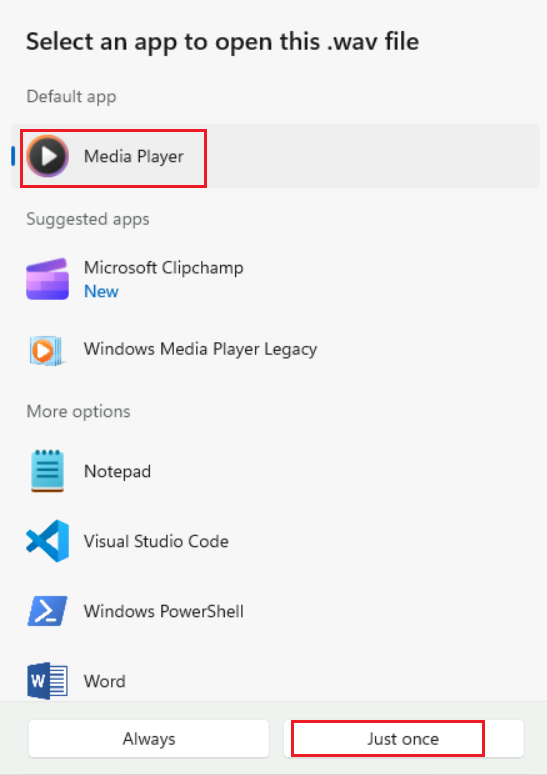 Select an app to open this .wav file
Default app
Media Player
Suggested apps
Microsoft Clipchamp
New
Windows Media Player Legacy
More options
Notepad
Visual Studio Code
Windows PowerShell
W
Word
Always
Just once